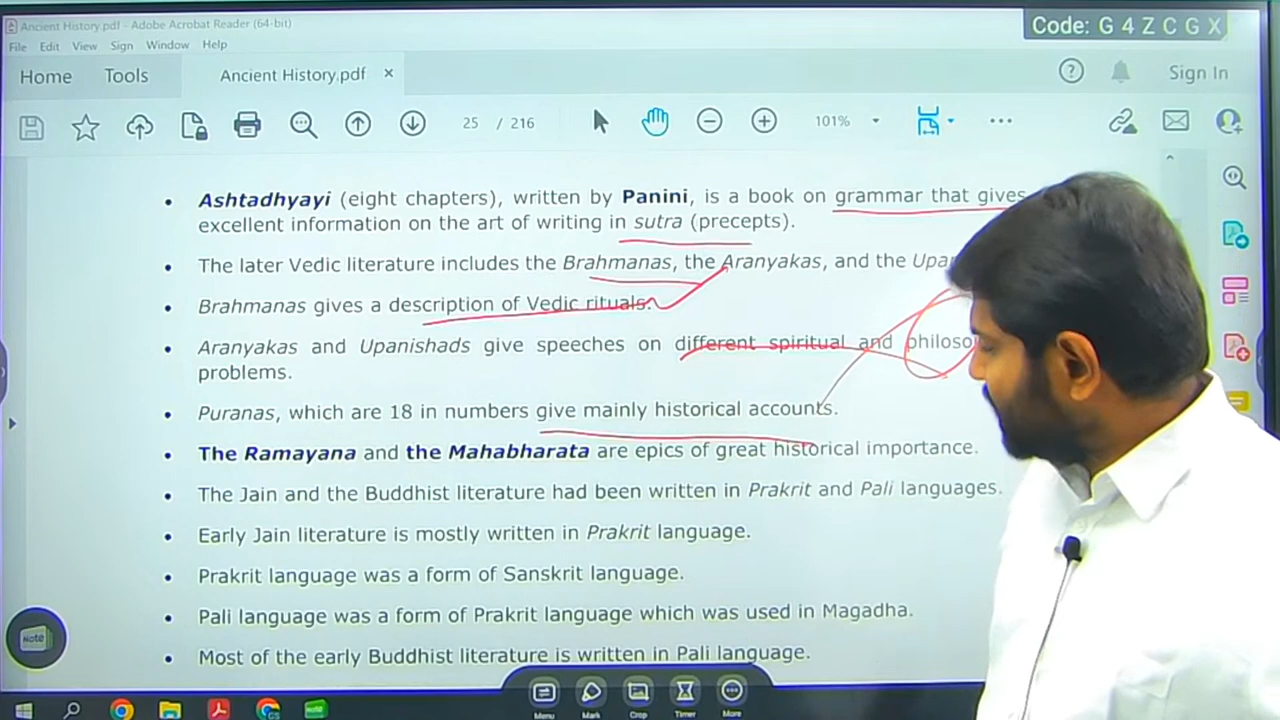 Ancient History.pdf - Adobe Acrobat Reader (64-bit)
Code: G 4 Z C G X
File Edit View Sign Window Help
Home Tools Ancient History.pdf × Sign In
25 / 216 101%
• Ashtadhyayi (eight chapters), written by Panini, is a book on grammar that gives
excellent information on the art of writing in sutra (precepts).
• The later Vedic literature includes the Brahmanas, the Aranyakas, and the
• Brahmanas gives a description of Vedic rituals.
• Aranyakas and Upanishads give speeches on different spiritual and
problems.
• Puranas, which are 18 in numbers give mainly historical accounts.
• The Ramayana and the Mahabharata are epics of great historical importance.
• The Jain and the Buddhist literature had been written in Prakrit and Pali languages.
• Early Jain literature is mostly written in Prakrit language.
• Prakrit language was a form of Sanskrit language.
• Pali language was a form of Prakrit language which was used in Magadha.
• Most of the early Buddhist literature is written in Pali language.
Note
Menu Mark Crop Timer More